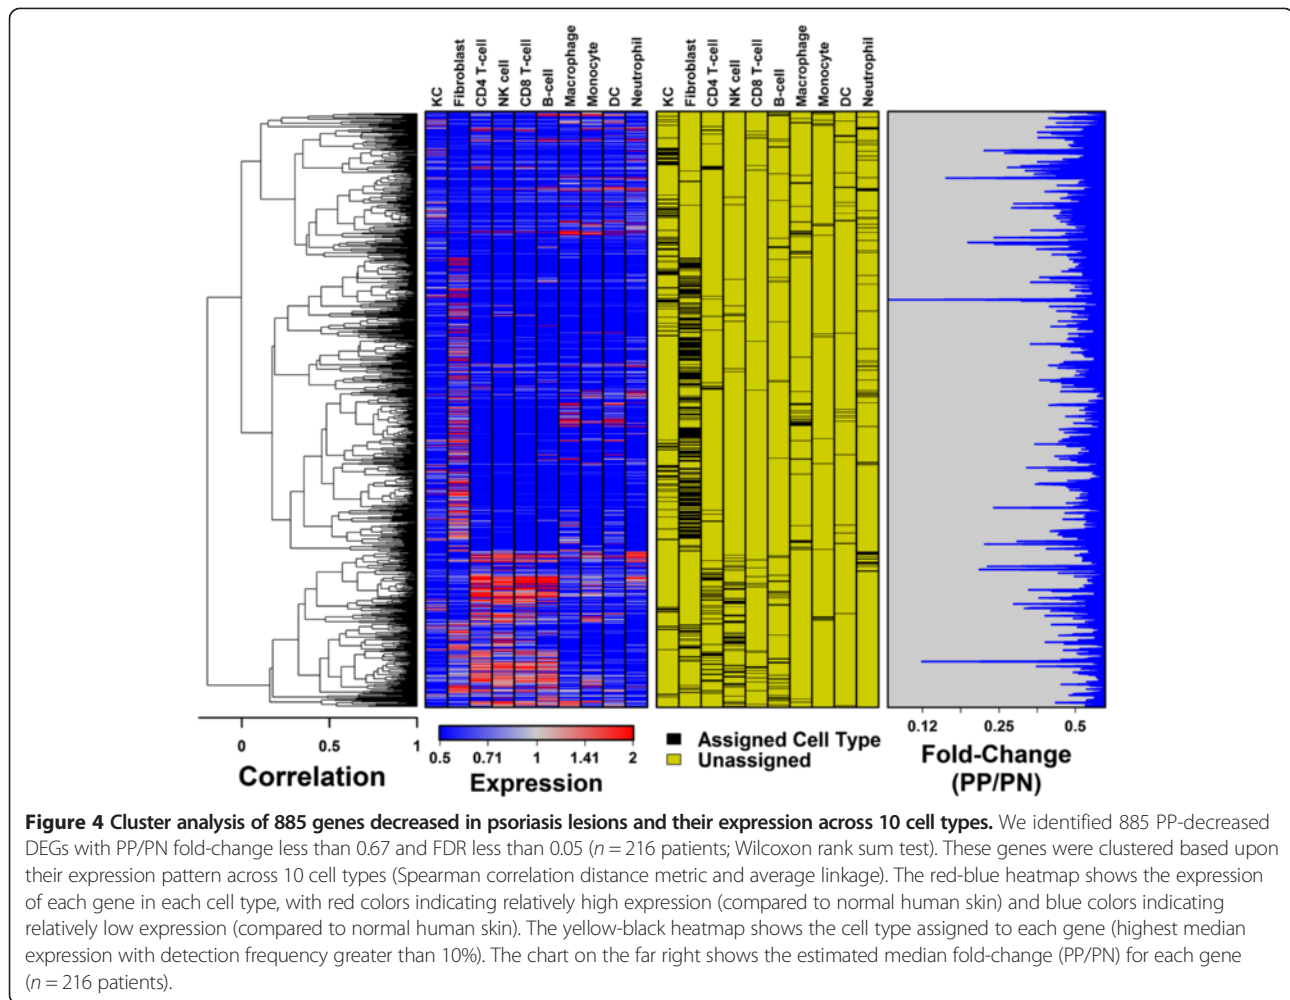 KC Fibroblast CD4 T-cell NK cell CD8 T-cell B-cell Macrophage Monocyte DC Neutrophil
KC Fibroblast CD4 T-cell NK cell CD8 T-cell B-cell Macrophage Monocyte DC Neutrophil
0 0.5 1
Correlation
0.5 0.71 1 1.41 2
Expression
Assigned Cell Type
Unassigned
0.12 0.25 0.5
Fold-Change
(PP/PN)
Figure 4 Cluster analysis of 885 genes decreased in psoriasis lesions and their expression across 10 cell types. We identified 885 PP-decreased
DEGs with PP/PN fold-change less than 0.67 and FDR less than 0.05 (n = 216 patients; Wilcoxon rank sum test). These genes were clustered based upon
their expression pattern across 10 cell types (Spearman correlation distance metric and average linkage). The red-blue heatmap shows the expression
of each gene in each cell type, with red colors indicating relatively high expression (compared to normal human skin) and blue colors indicating
relatively low expression (compared to normal human skin). The yellow-black heatmap shows the cell type assigned to each gene (highest median
expression with detection frequency greater than 10%). The chart on the far right shows the estimated median fold-change (PP/PN) for each gene
(n = 216 patients).